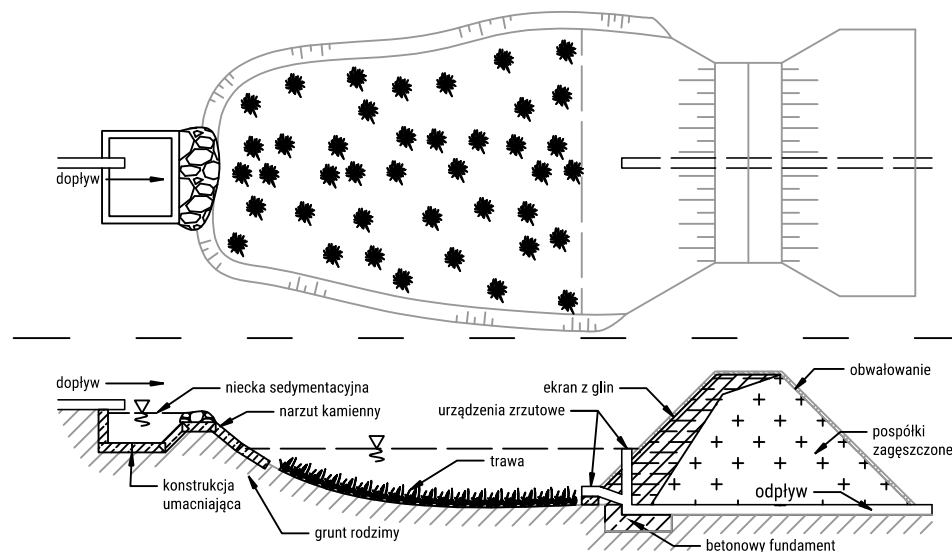 dopływ
dopływ
niecka sedymentacyjna
narzut kamienny
ekran z glin
urządzenia zrzutowe
obwałowanie
pospółki
zagęszczone
trawa
konstrukcja
umacniająca
odpływ
grunt rodzimy
betonowy fundament